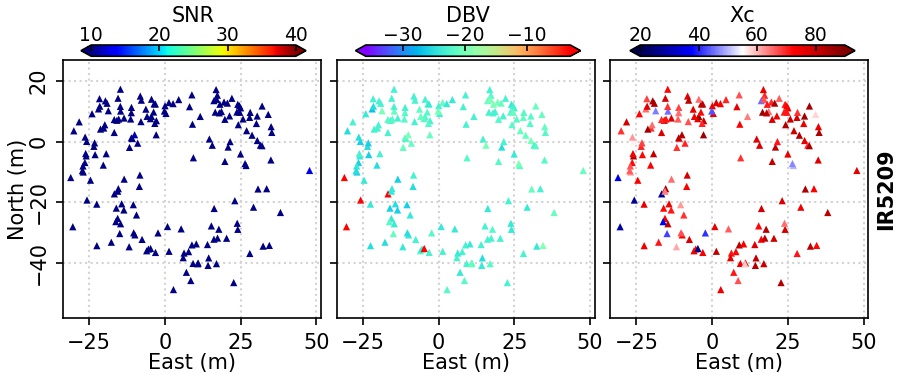 SNR DBV Xc
10 20 30 40 −30 −20 −10 20 40 60 80
North (m)
20
0
−20
−40
−25 0 25 50 −25 0 25 50 −25 0 25 50
East (m) East (m) East (m)
IR5209